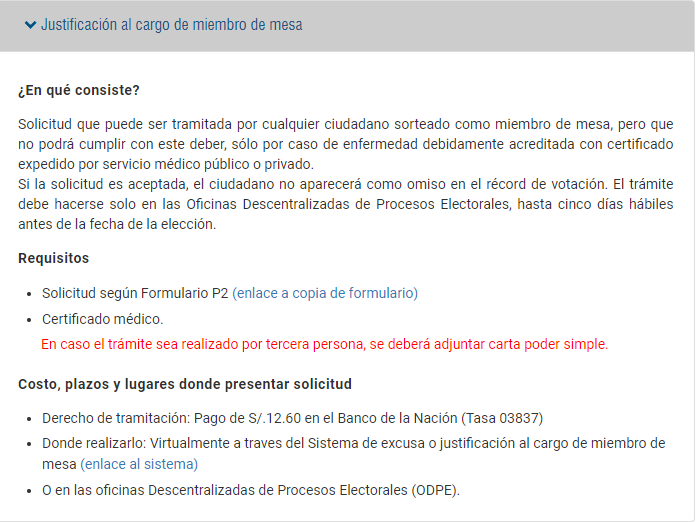 Justificación al cargo de miembro de mesa
¿En qué consiste?
Solicitud que puede ser tramitada por cualquier ciudadano sorteado como miembro de mesa, pero que
no podrá cumplir con este deber, sólo por caso de enfermedad debidamente acreditada con certificado
expedido por servicio médico público o privado.
Si la solicitud es aceptada, el ciudadano no aparecerá como omiso en el récord de votación. El trámite
debe hacerse solo en las Oficinas Descentralizadas de Procesos Electorales, hasta cinco días hábiles
antes de la fecha de la elección.
Requisitos
• Solicitud según Formulario P2 (enlace a copia de formulario)
• Certificado médico.
En caso el trámite sea realizado por tercera persona, se deberá adjuntar carta poder simple.
Costo, plazos y lugares donde presentar solicitud
• Derecho de tramitación: Pago de S/.12.60 en el Banco de la Nación (Tasa 03837)
• Donde realizarlo: Virtualmente a traves del Sistema de excusa o justificación al cargo de miembro de
mesa (enlace al sistema)
• O en las oficinas Descentralizadas de Procesos Electorales (ODPE).